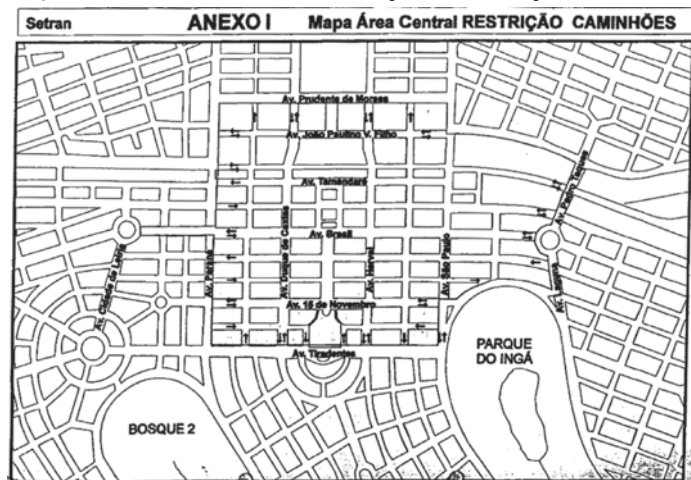 Setran ANEXO I Mapa Área Central RESTRIÇÃO CAMINHÕES
Av. Prudente de Moraes
Av. João Paulino V. Filho
Av. Tamandaré
Av. Pedro Taques
Av. Duque de Caxias
Av. Brasil
Av. Cidade de Leiria
Av. Paraná
Av. Herval
Av. São Paulo
Av. Laguna
Av. 15 de Novembro
Av. Tiradentes
PARQUE
DO INGÁ
BOSQUE 2